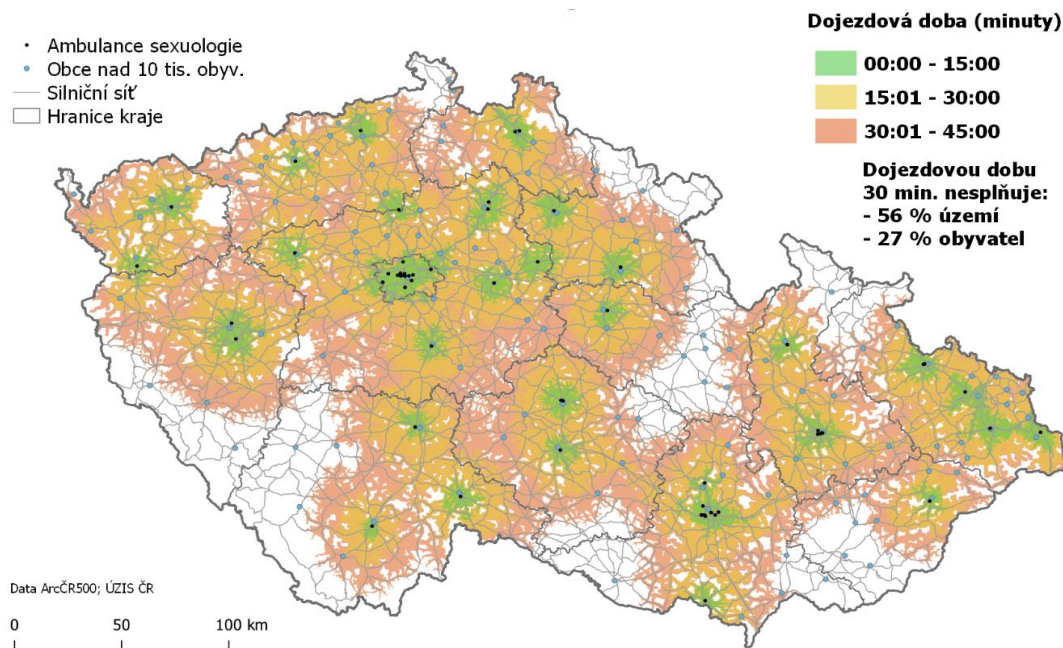 Ambulance sexuologie
Obce nad 10 tis. obyv.
Silniční síť
Hranice kraje
Dojezdová doba (minuty)
00:00 - 15:00
15:01 - 30:00
30:01 - 45:00
Dojezdovou dobu
30 min. nesplňuje:
- 56 % území
- 27 % obyvatel
Data ArcČR500; ÚZIS ČR
0 50 100 km